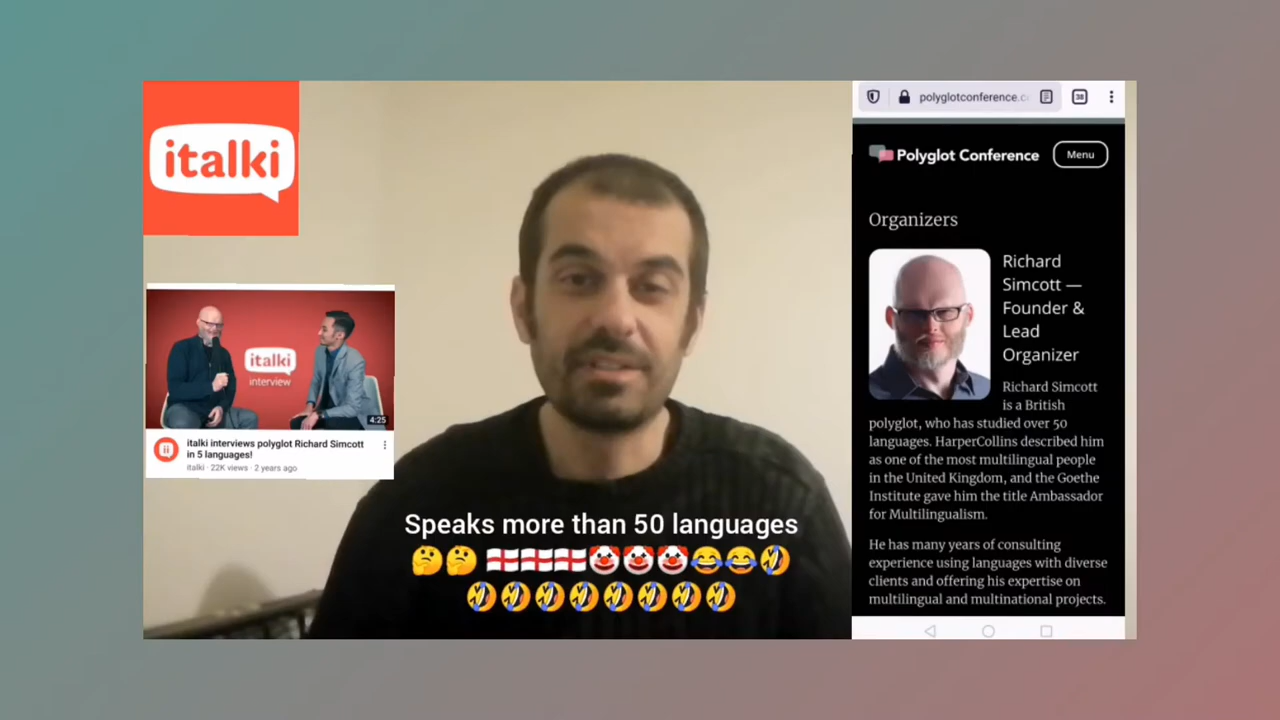 italki
italki
interview
4:25
italki interviews polyglot Richard Simcott
in 5 languages!
italki · 22K views · 2 years ago
Speaks more than 50 languages
🤔🤔 🏴󠁧󠁢󠁥󠁮󠁧󠁿🏴󠁧󠁢󠁥󠁮󠁧󠁿🏴󠁧󠁢󠁥󠁮󠁧󠁿🤡🤡🤡😂😂🤣
🤣🤣🤣🤣🤣🤣🤣🤣
polyglotconference.c
38
Polyglot Conference
Menu
Organizers
Richard
Simcott —
Founder &
Lead
Organizer
Richard Simcott
is a British
polyglot, who has studied over 50
languages. HarperCollins described him
as one of the most multilingual people
in the United Kingdom, and the Goethe
Institute gave him the title Ambassador
for Multilingualism.
He has many years of consulting
experience using languages with diverse
clients and offering his expertise on
multilingual and multinational projects.